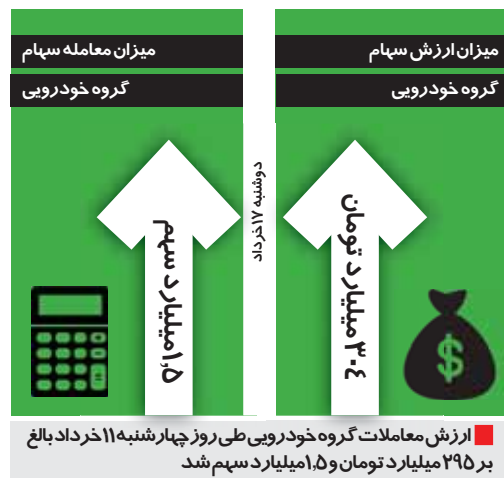 میزان ارزش سهام
گروه خودرویی
۳۰۴ میلیارد تومان
$
دوشنبه ۱۷ خرداد
میزان معامله سهام
گروه خودرویی
۱,۵ میلیارد سهم
ارزش معاملات گروه خودرویی طی روز چهارشنبه ۱۱ خرداد بالغ
بر ۲۹۵ میلیارد تومان و ۱,۵ میلیارد سهم شد